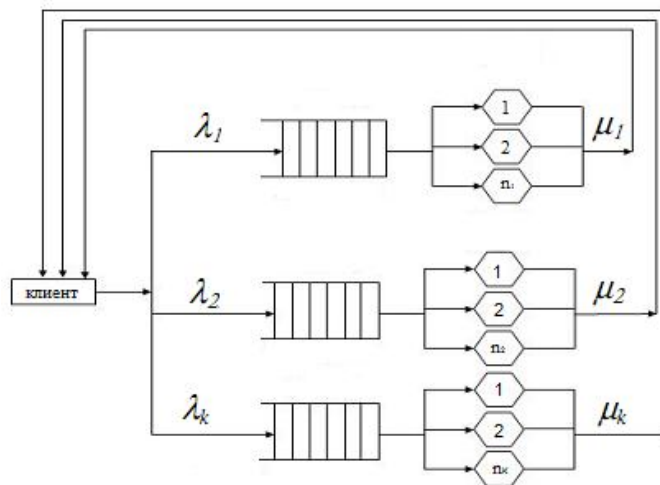 λ₁
1
2
n₁
μ₁
клиент
λ₂
1
2
n₂
μ₂
λₖ
1
2
nₖ
μₖ